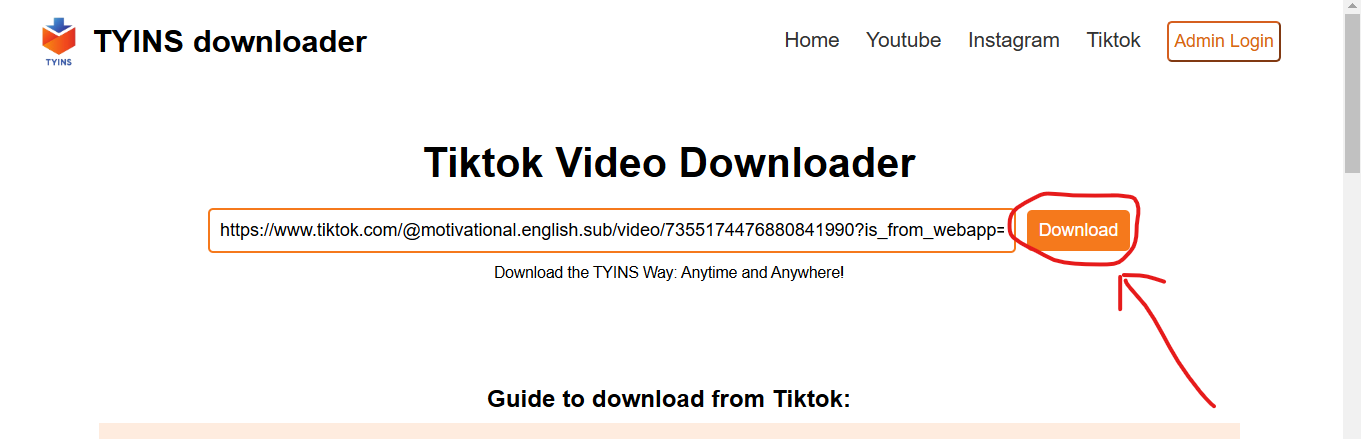 TYINS
TYINS downloader
Home Youtube Instagram Tiktok Admin Login
Tiktok Video Downloader
https://www.tiktok.com/@motivational.english.sub/video/7355174476880841990?is_from_webapp= Download
Download the TYINS Way: Anytime and Anywhere!
Guide to download from Tiktok: